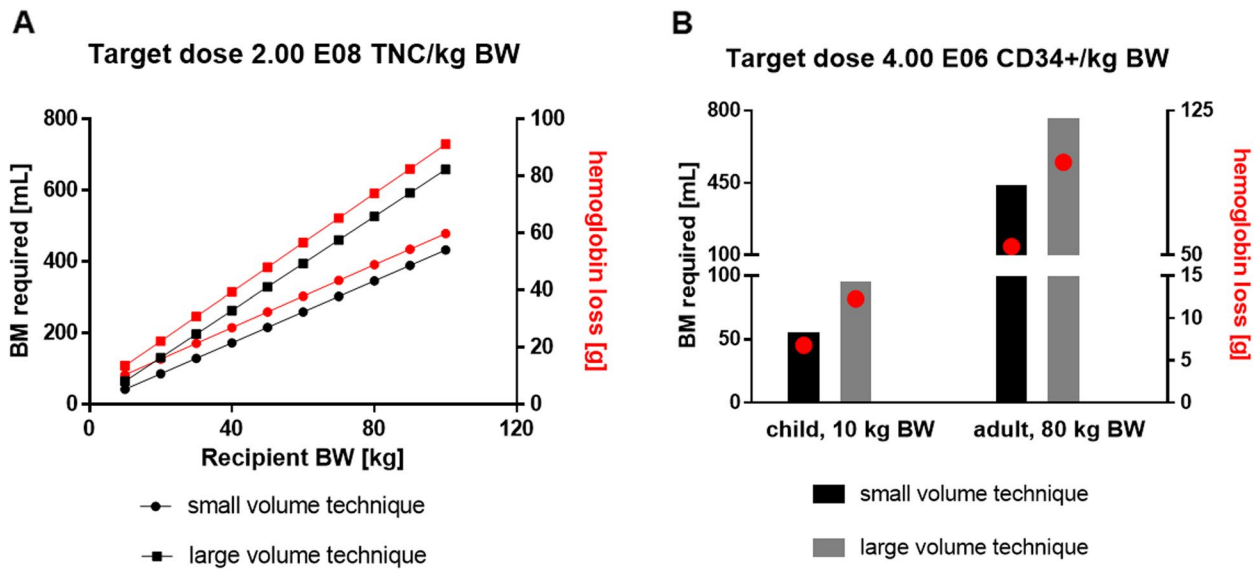 A
Target dose 2.00 E08 TNC/kg BW
BM required [mL]
800
600
400
200
0
100
80
60
40
20
0
hemoglobin loss [g]
0
40
80
120
Recipient BW [kg]
small volume technique
large volume technique
B
Target dose 4.00 E06 CD34+/kg BW
BM required [mL]
800
450
100
100
50
0
125
50
15
10
5
0
hemoglobin loss [g]
child, 10 kg BW
adult, 80 kg BW
small volume technique
large volume technique